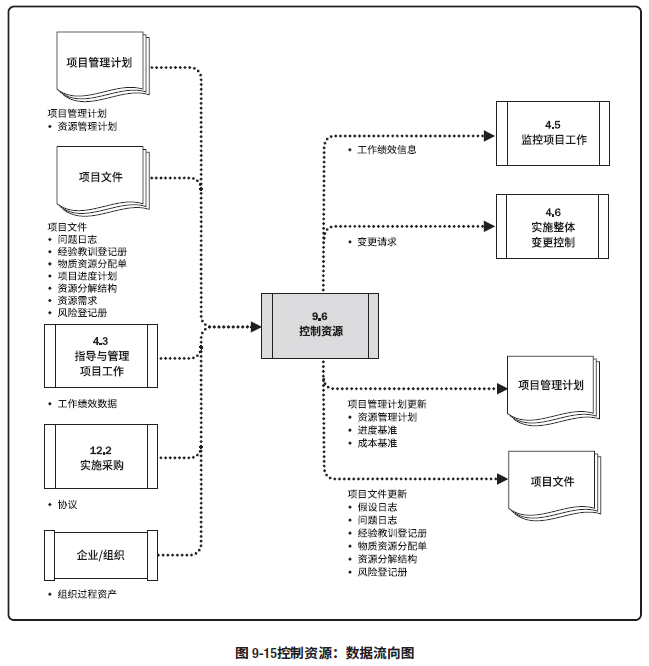 项目管理计划
项目管理计划
• 资源管理计划
项目文件
项目文件
• 问题日志
• 经验教训登记册
• 物质资源分配单
• 项目进度计划
• 资源分解结构
• 资源需求
• 风险登记册
4.3
指导与管理
项目工作
• 工作绩效数据
12.2
实施采购
• 协议
企业/组织
• 组织过程资产
9.6
控制资源
4.5
监控项目工作
• 工作绩效信息
4.6
实施整体
变更控制
• 变更请求
项目管理计划
项目管理计划更新
• 资源管理计划
• 进度基准
• 成本基准
项目文件
项目文件更新
• 假设日志
• 问题日志
• 经验教训登记册
• 物质资源分配单
• 资源分解结构
• 风险登记册
图 9-15控制资源：数据流向图